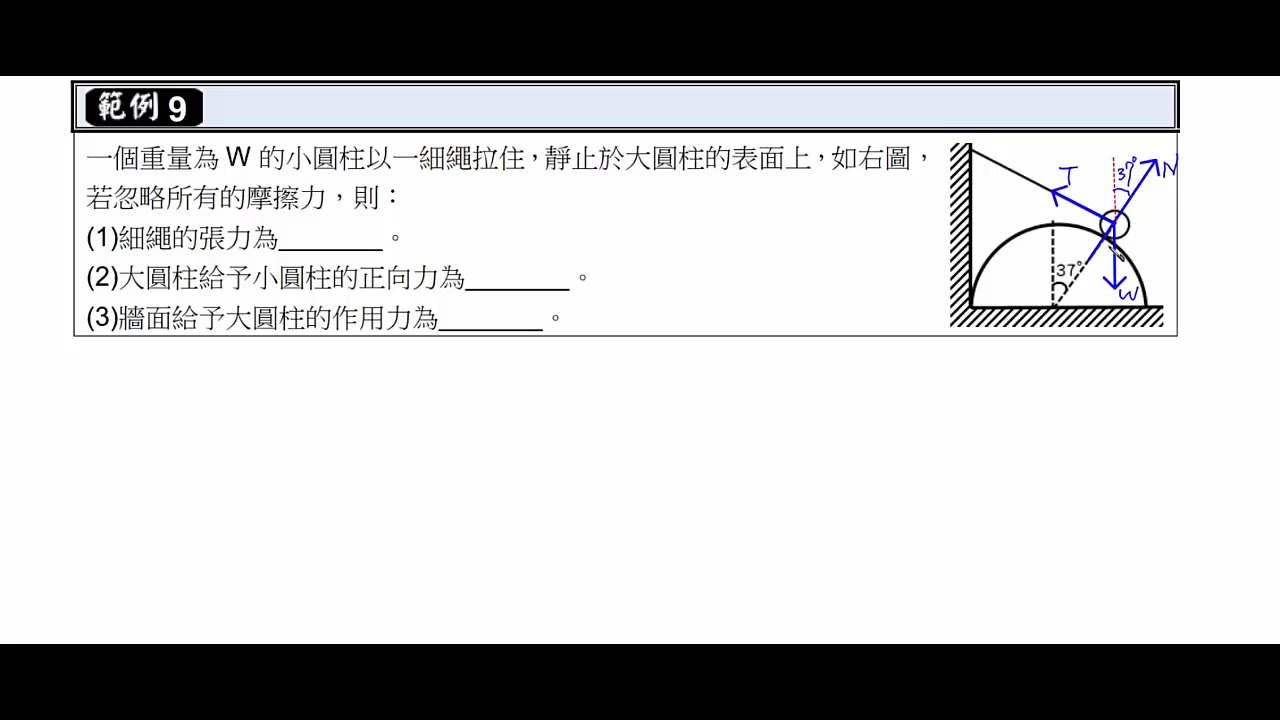 範例 9
一個重量為 W 的小圓柱以一細繩拉住，靜止於大圓柱的表面上，如右圖，
若忽略所有的摩擦力，則：
(1)細繩的張力為________。
(2)大圓柱給予小圓柱的正向力為________。
(3)牆面給予大圓柱的作用力為________。
T
37°
N
37°
W